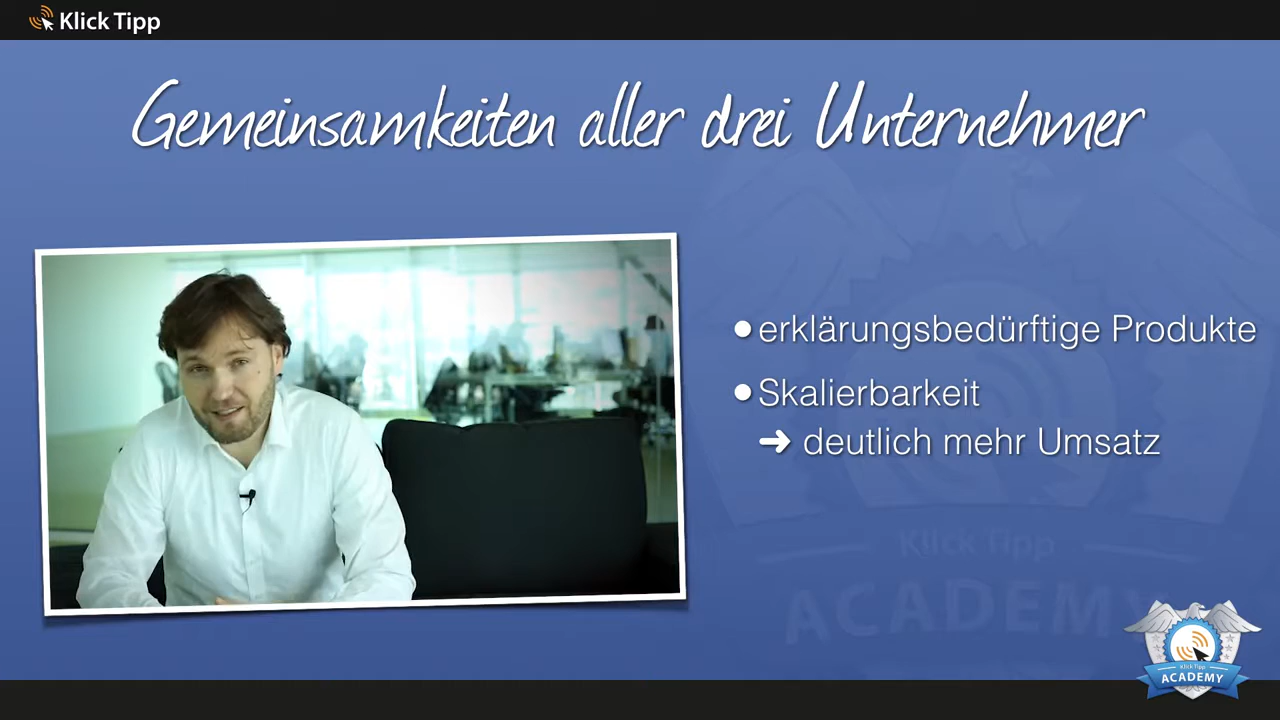 Klick Tipp
Gemeinsamkeiten aller drei Unternehmer
● erklärungsbedürftige Produkte
● Skalierbarkeit
➜ deutlich mehr Umsatz
Klick Tipp
ACADEMY
Klick Tipp
ACADEMY